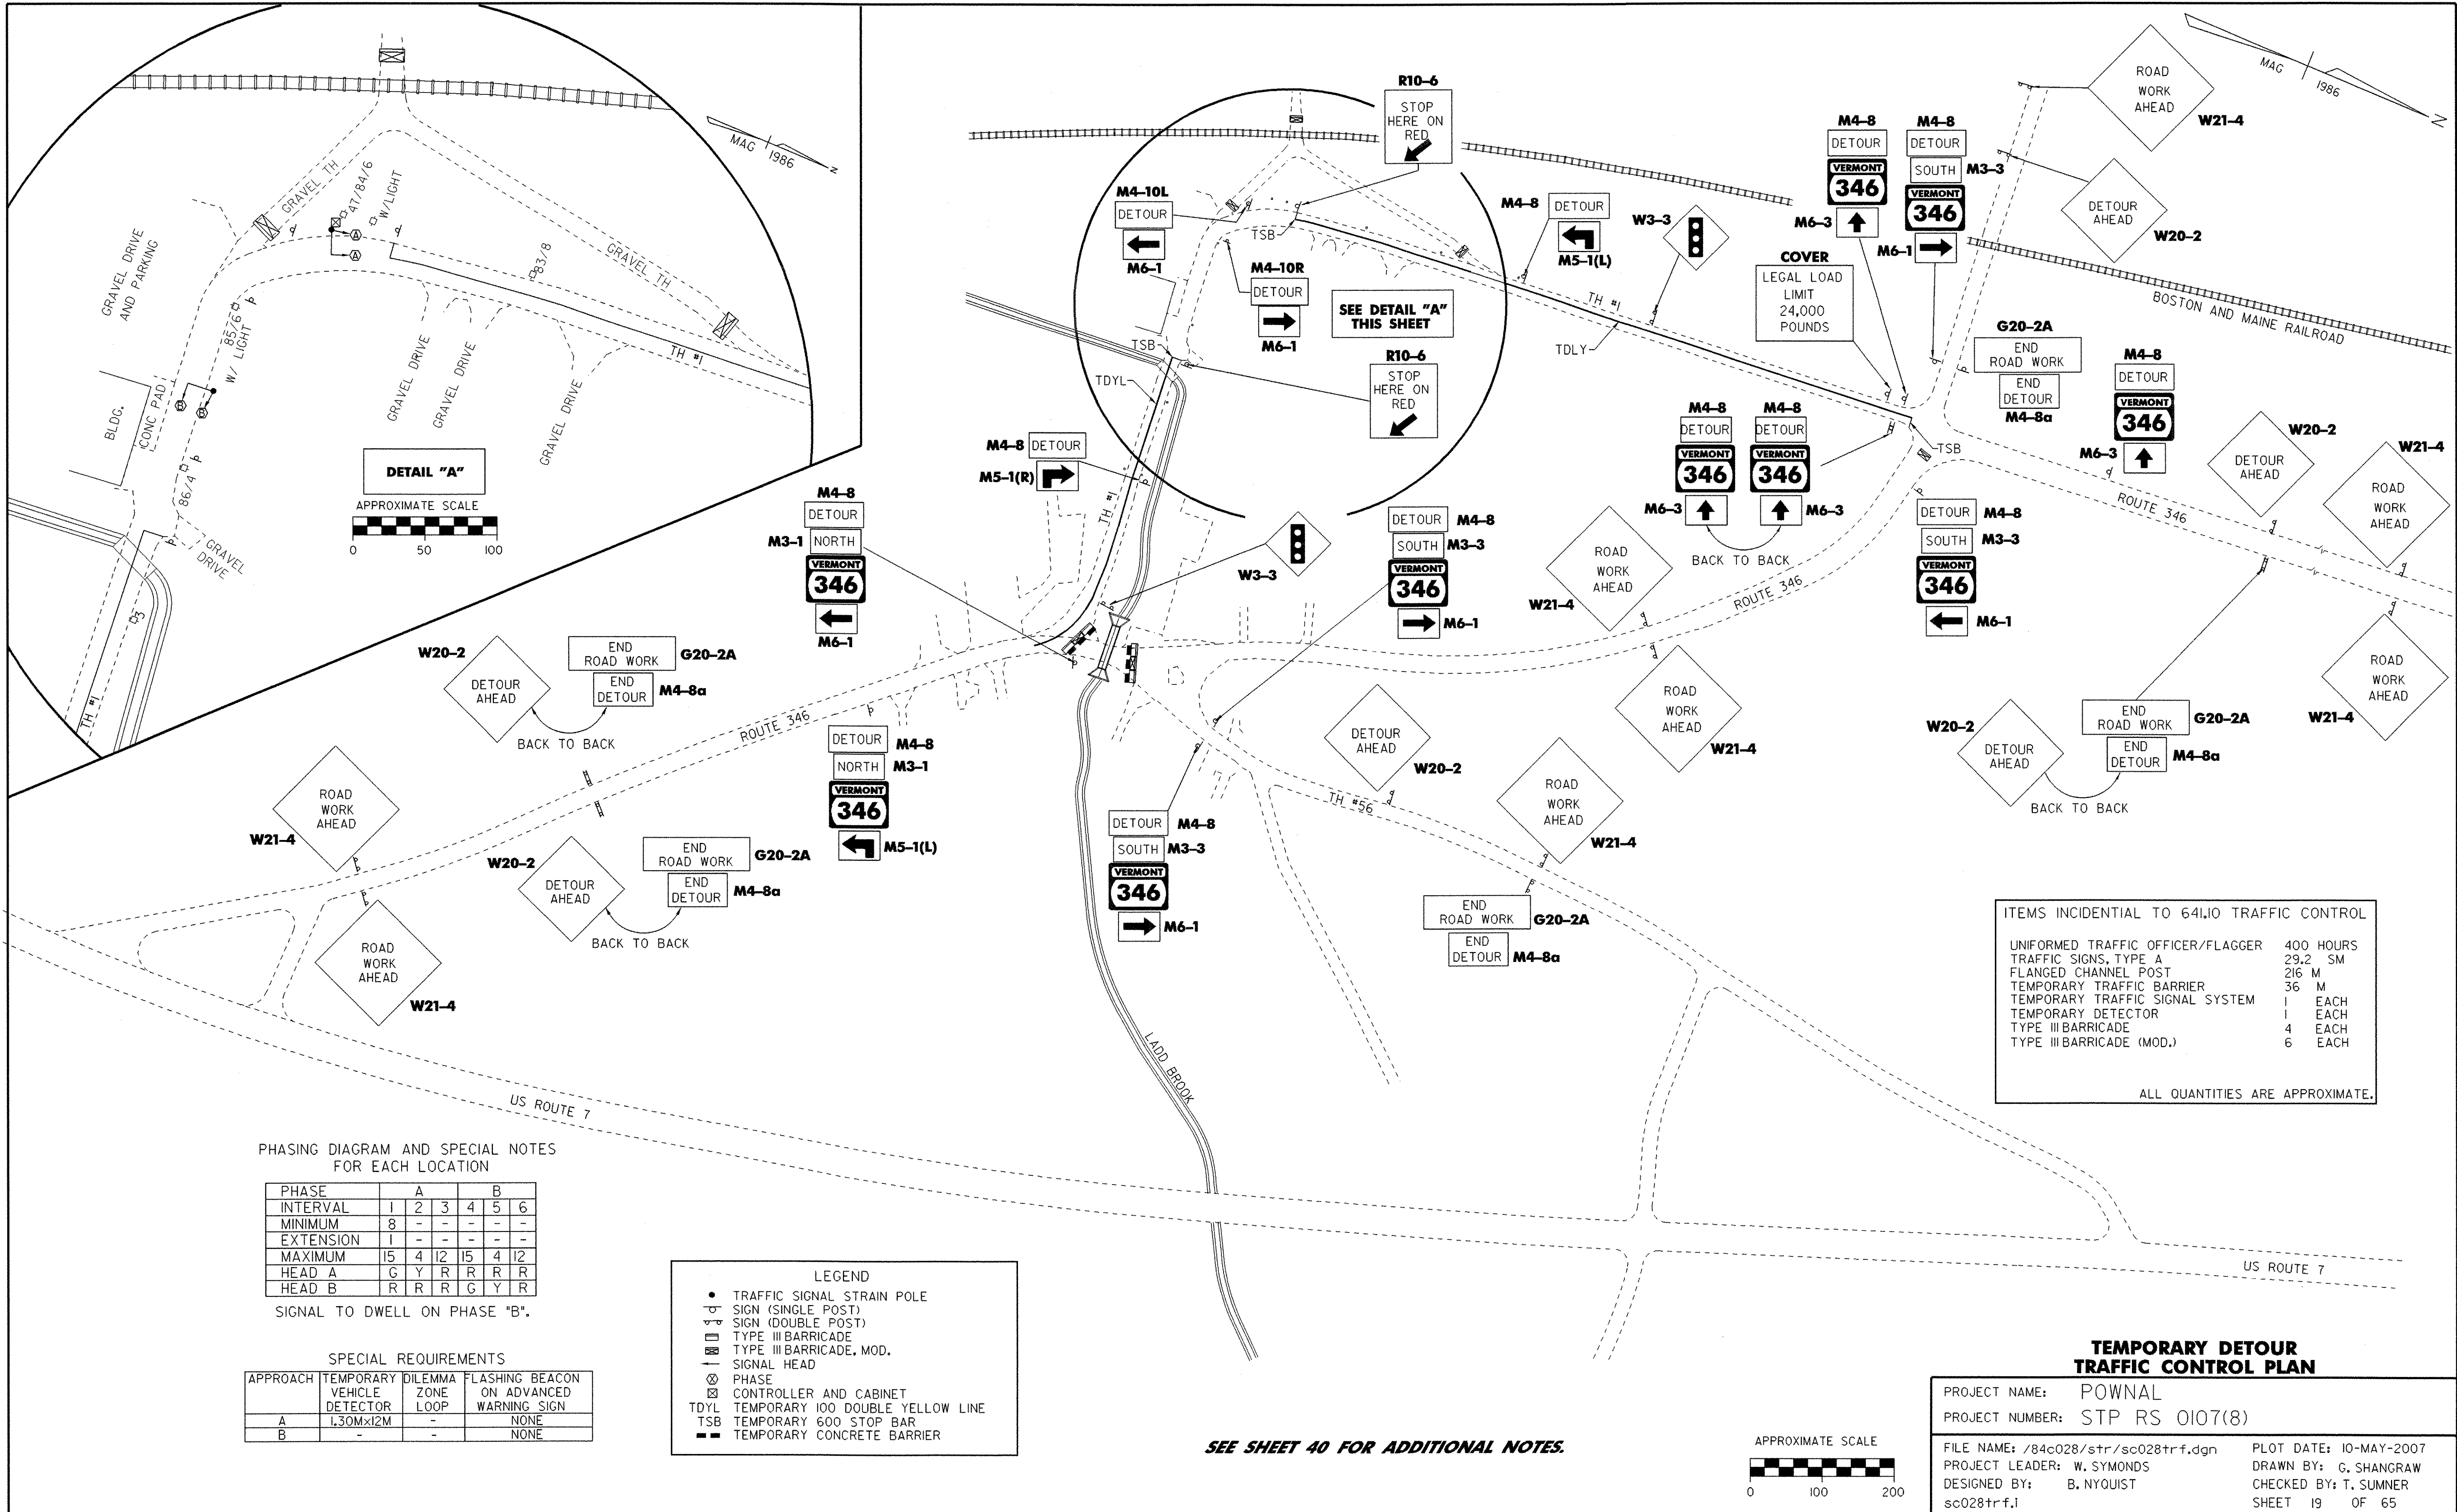 MAG 1986 N
GRAVEL TH
A7/84/6
W/LIGHT
GRAVEL DRIVE
AND PARKING
A
A
83/8
GRAVEL TH
85/6
W/ LIGHT
TH #1
GRAVEL DRIVE
GRAVEL DRIVE
GRAVEL DRIVE
BLDG.
CONC PAD
B
B
86/4
DETAIL "A"
APPROXIMATE SCALE
0 50 100
GRAVEL
DRIVE
3
TH #1
R10-6
STOP
HERE ON
RED
M4-10L
DETOUR
M6-1
TSB
M4-10R
DETOUR
M6-1
SEE DETAIL "A"
THIS SHEET
TSB
R10-6
STOP
HERE ON
RED
TDYL
M4-8 DETOUR
M5-1(R)
TH #1
M4-8 DETOUR
M5-1(L)
W3-3
TH #1
TDLY
COVER
LEGAL LOAD
LIMIT
24,000
POUNDS
M4-8
DETOUR
VERMONT
346
M6-3
M4-8
DETOUR
SOUTH M3-3
VERMONT
346
M6-1
ROAD
WORK
AHEAD
W21-4
DETOUR
AHEAD
W20-2
MAG 1986 N
BOSTON AND MAINE RAILROAD
G20-2A
END
ROAD WORK
END
DETOUR
M4-8a
M4-8
DETOUR
VERMONT
346
M6-3
W20-2
DETOUR
AHEAD
W21-4
ROAD
WORK
AHEAD
M4-8
DETOUR
VERMONT
346
M6-3
M4-8
DETOUR
VERMONT
346
M6-3
BACK TO BACK
TSB
ROUTE 346
DETOUR M4-8
SOUTH M3-3
VERMONT
346
M6-1
M4-8
DETOUR
M3-1 NORTH
VERMONT
346
M6-1
W3-3
DETOUR M4-8
SOUTH M3-3
VERMONT
346
M6-1
ROAD
WORK
AHEAD
W21-4
ROUTE 346
ROAD
WORK
AHEAD
W21-4
ROAD
WORK
AHEAD
W21-4
W20-2
DETOUR
AHEAD
END
ROAD WORK G20-2A
END
DETOUR M4-8a
BACK TO BACK
ROUTE 346
DETOUR M4-8
NORTH M3-1
VERMONT
346
M5-1(L)
ROAD
WORK
AHEAD
W21-4
W20-2
DETOUR
AHEAD
END
ROAD WORK G20-2A
END
DETOUR M4-8a
BACK TO BACK
ROAD
WORK
AHEAD
W21-4
DETOUR M4-8
SOUTH M3-3
VERMONT
346
M6-1
DETOUR
AHEAD
W20-2
TH #56
ROAD
WORK
AHEAD
W21-4
END
ROAD WORK G20-2A
END
DETOUR M4-8a
W20-2
DETOUR
AHEAD
END
ROAD WORK G20-2A
END
DETOUR M4-8a
BACK TO BACK
LADD BROOK
US ROUTE 7
US ROUTE 7
ITEMS INCIDENTIAL TO 641.10 TRAFFIC CONTROL
UNIFORMED TRAFFIC OFFICER/FLAGGER 400 HOURS
TRAFFIC SIGNS, TYPE A 29.2 SM
FLANGED CHANNEL POST 216 M
TEMPORARY TRAFFIC BARRIER 36 M
TEMPORARY TRAFFIC SIGNAL SYSTEM 1 EACH
TEMPORARY DETECTOR 1 EACH
TYPE III BARRICADE 4 EACH
TYPE III BARRICADE (MOD.) 6 EACH
ALL QUANTITIES ARE APPROXIMATE.
PHASING DIAGRAM AND SPECIAL NOTES
FOR EACH LOCATION
PHASE A B
INTERVAL 1 2 3 4 5 6
MINIMUM 8 - - - - -
EXTENSION 1 - - - - -
MAXIMUM 15 4 12 15 4 12
HEAD A G Y R R R R
HEAD B R R R G Y R
SIGNAL TO DWELL ON PHASE "B".
SPECIAL REQUIREMENTS
APPROACH TEMPORARY DILEMMA FLASHING BEACON
VEHICLE ZONE ON ADVANCED
DETECTOR LOOP WARNING SIGN
A 1.30Mx12M - NONE
B - - NONE
LEGEND
TRAFFIC SIGNAL STRAIN POLE
SIGN (SINGLE POST)
SIGN (DOUBLE POST)
TYPE III BARRICADE
TYPE III BARRICADE, MOD.
SIGNAL HEAD
PHASE
CONTROLLER AND CABINET
TDYL TEMPORARY 100 DOUBLE YELLOW LINE
TSB TEMPORARY 600 STOP BAR
TEMPORARY CONCRETE BARRIER
SEE SHEET 40 FOR ADDITIONAL NOTES.
APPROXIMATE SCALE
0 100 200
TEMPORARY DETOUR
TRAFFIC CONTROL PLAN
PROJECT NAME: POWNAL
PROJECT NUMBER: STP RS 0107(8)
FILE NAME: /84c028/str/sc028trf.dgn PLOT DATE: 10-MAY-2007
PROJECT LEADER: W. SYMONDS DRAWN BY: G. SHANGRAW
DESIGNED BY: B. NYQUIST CHECKED BY: T. SUMNER
sc028trf.i SHEET 19 OF 65